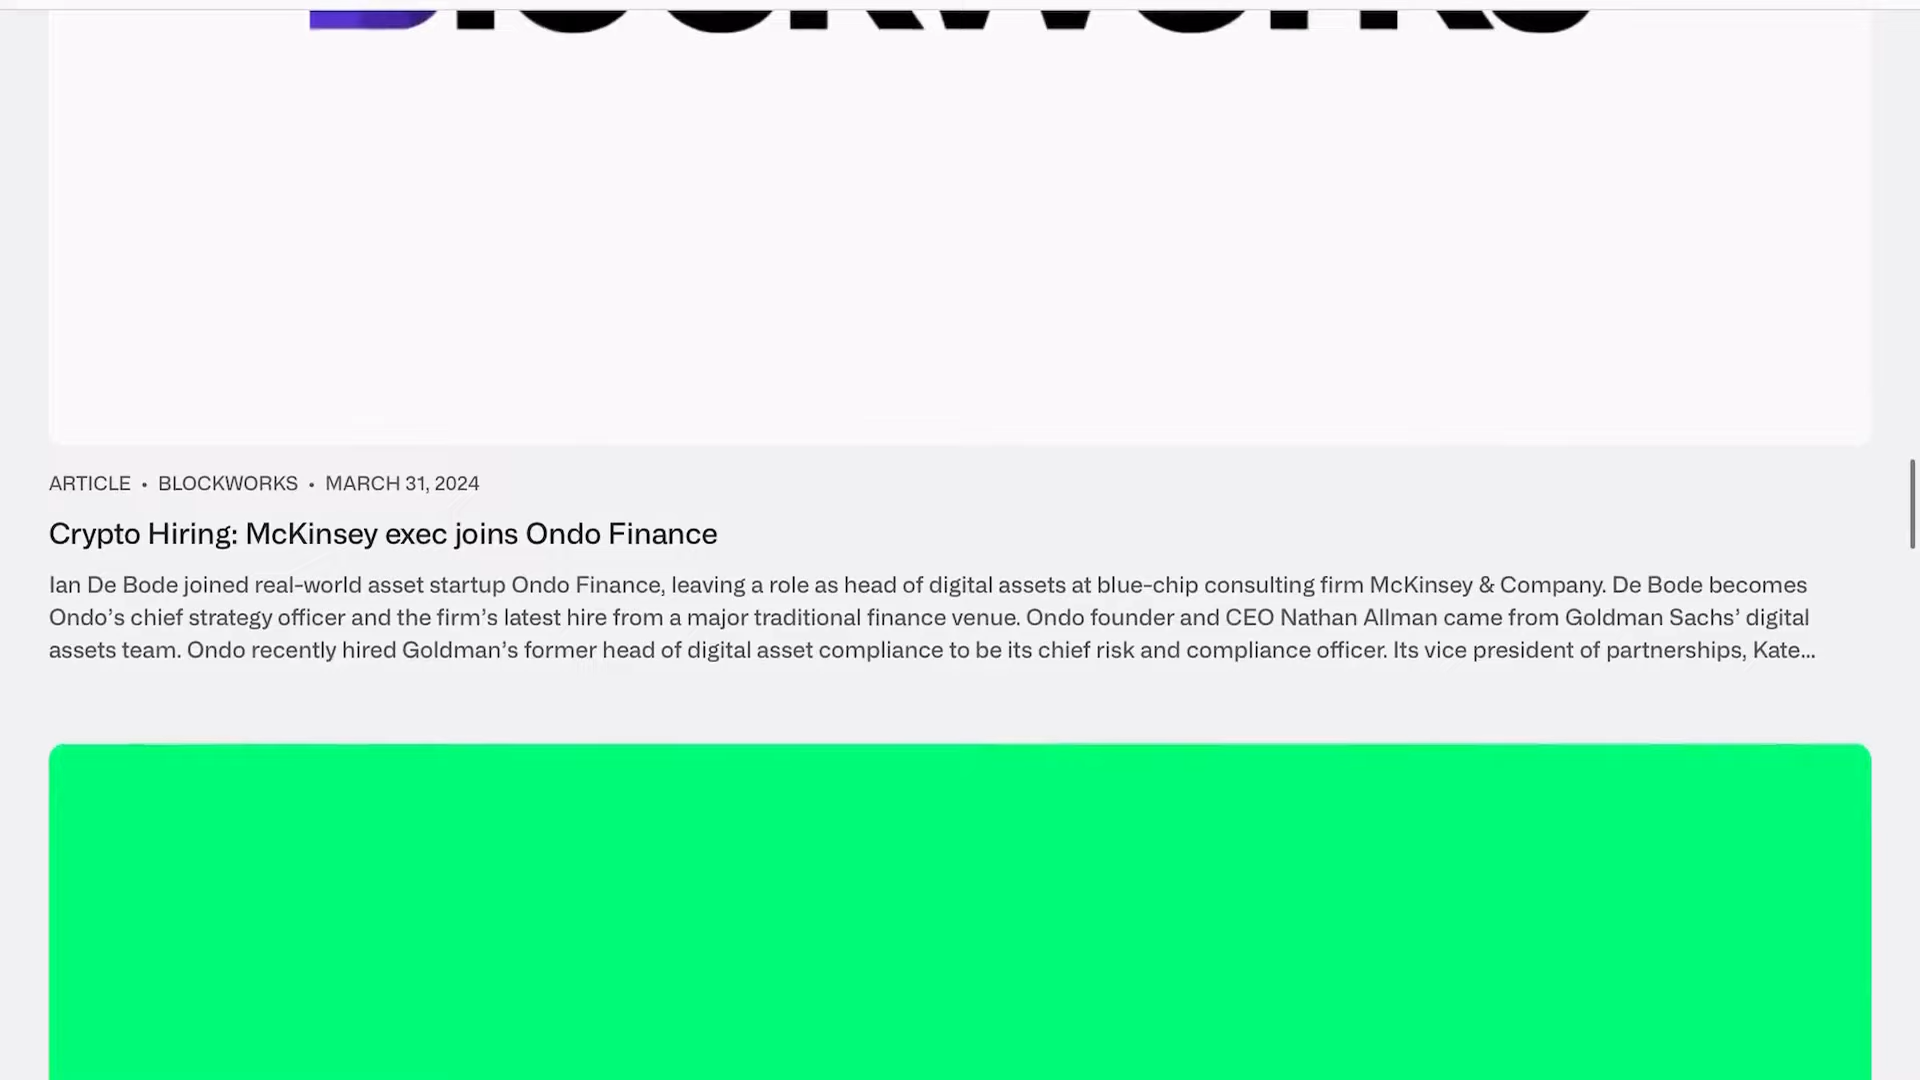 Blockworks
ARTICLE • BLOCKWORKS • MARCH 31, 2024
Crypto Hiring: McKinsey exec joins Ondo Finance
Ian De Bode joined real-world asset startup Ondo Finance, leaving a role as head of digital assets at blue-chip consulting firm McKinsey & Company. De Bode becomes
Ondo’s chief strategy officer and the firm’s latest hire from a major traditional finance venue. Ondo founder and CEO Nathan Allman came from Goldman Sachs’ digital
assets team. Ondo recently hired Goldman’s former head of digital asset compliance to be its chief risk and compliance officer. Its vice president of partnerships, Kate...